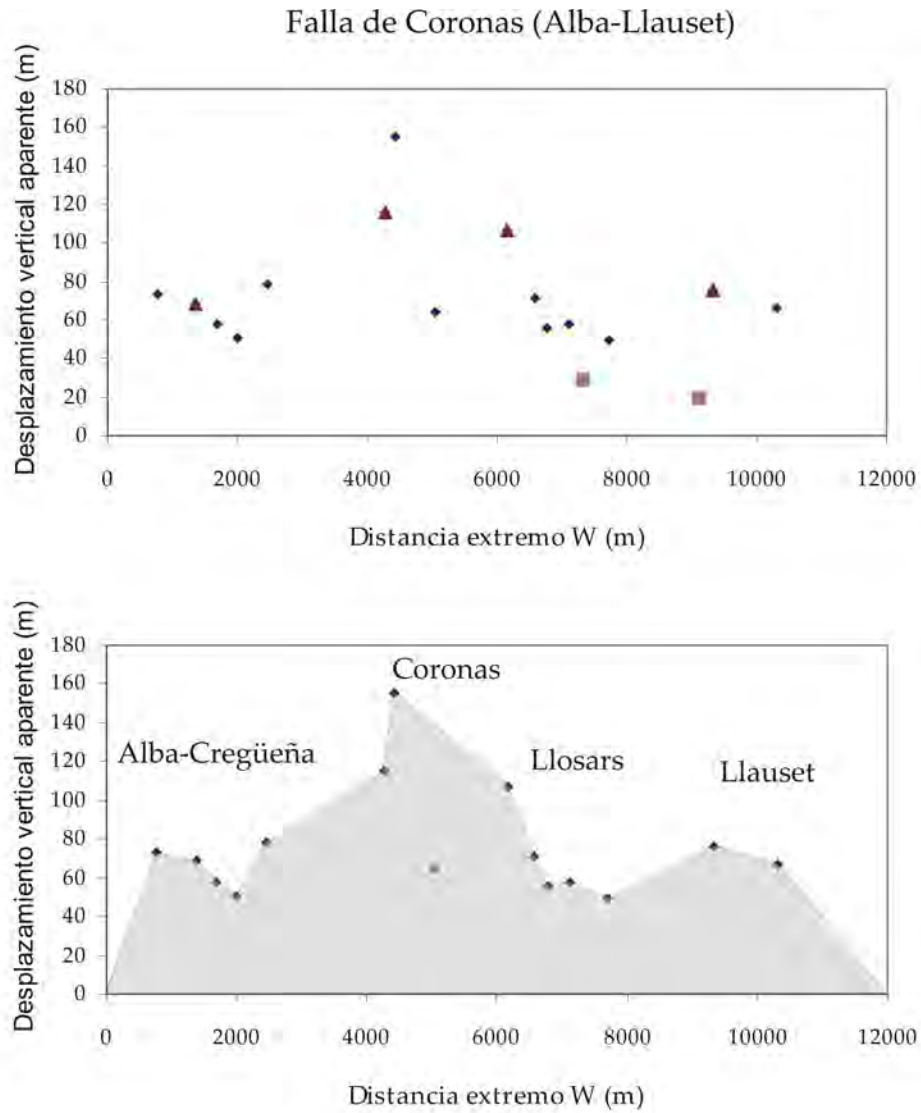 Falla de Coronas (Alba-Llauset)
Desplazamiento vertical aparente (m)
180
160
140
120
100
80
60
40
20
0
0 2000 4000 6000 8000 10000 12000
Distancia extremo W (m)
Desplazamiento vertical aparente (m)
180
160
140
120
100
80
60
40
20
0
Coronas
Alba-Cregüeña
Llosars
Llauset
0 2000 4000 6000 8000 10000 12000
Distancia extremo W (m)